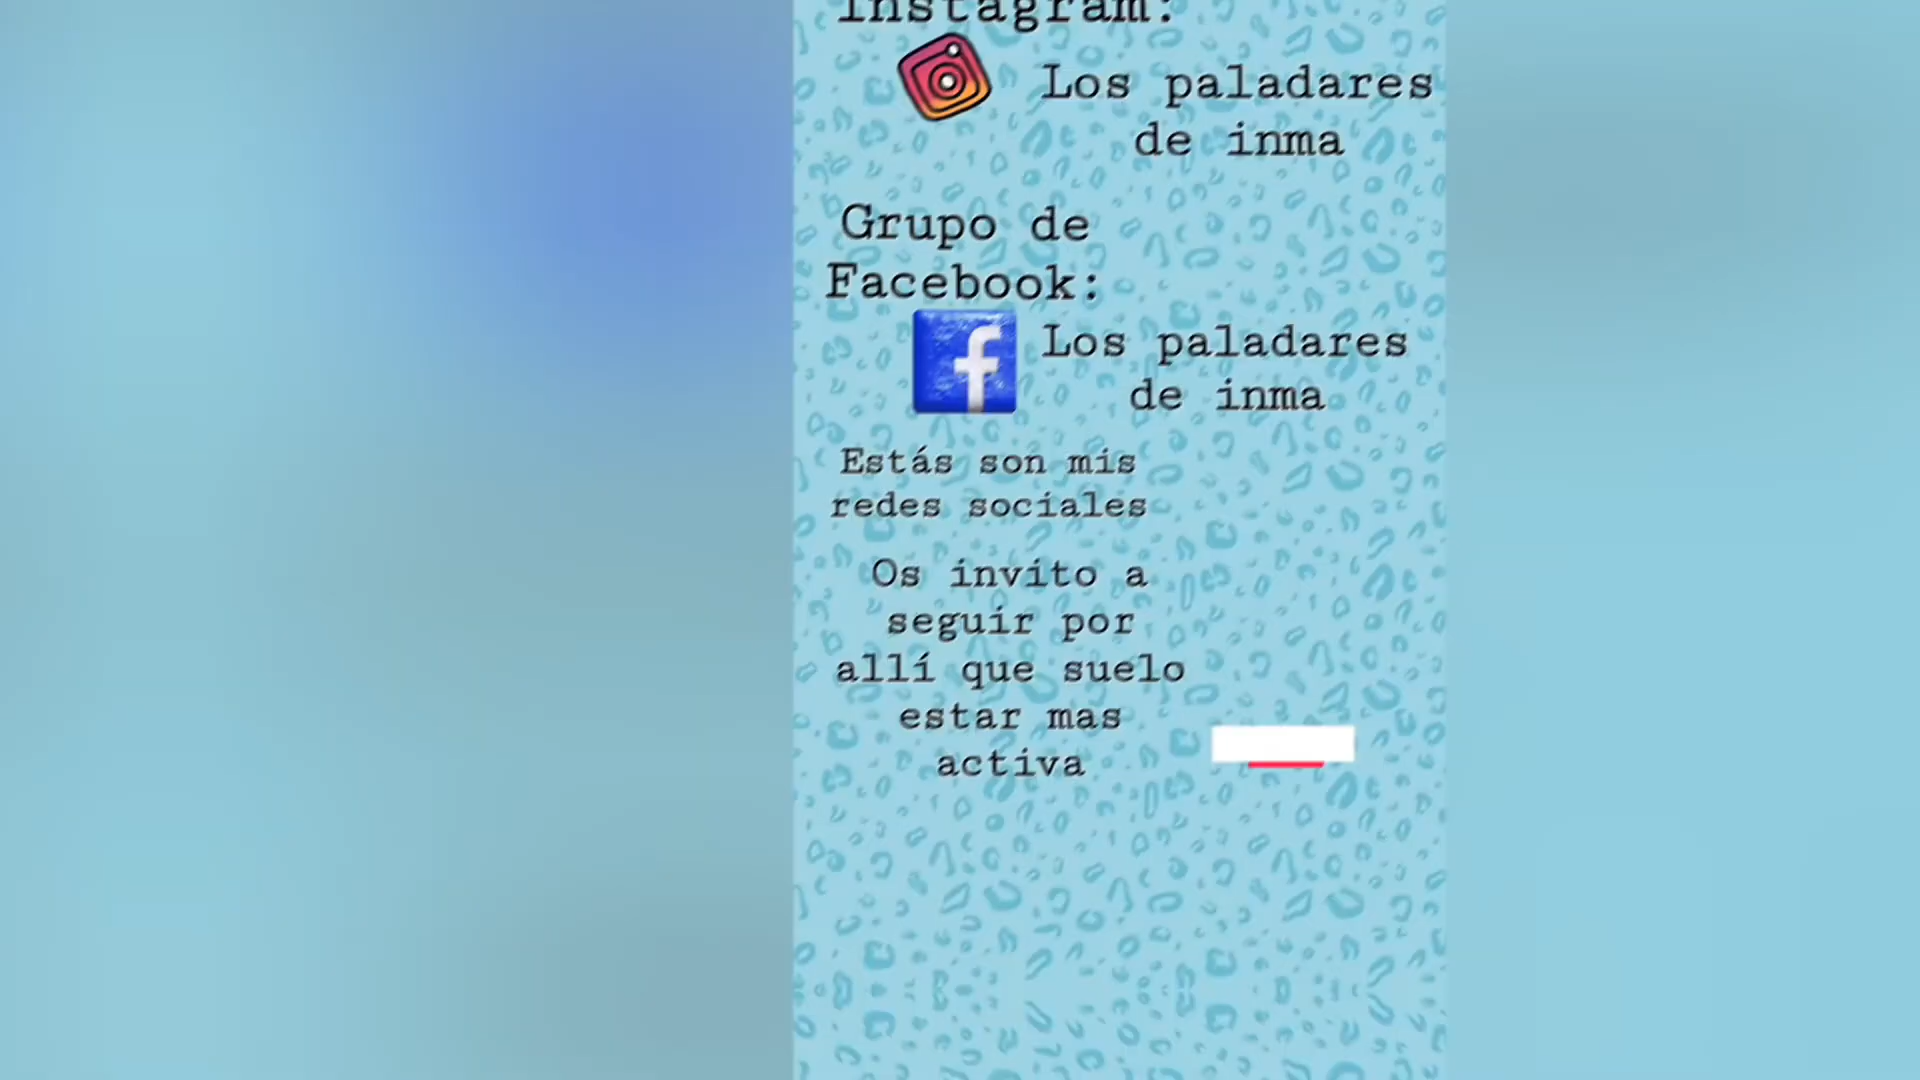 Instagram:
Los paladares
de inma
Grupo de
Facebook:
f
Los paladares
de inma
Estás son mis
redes sociales
Os invito a
seguir por
allí que suelo
estar mas
activa